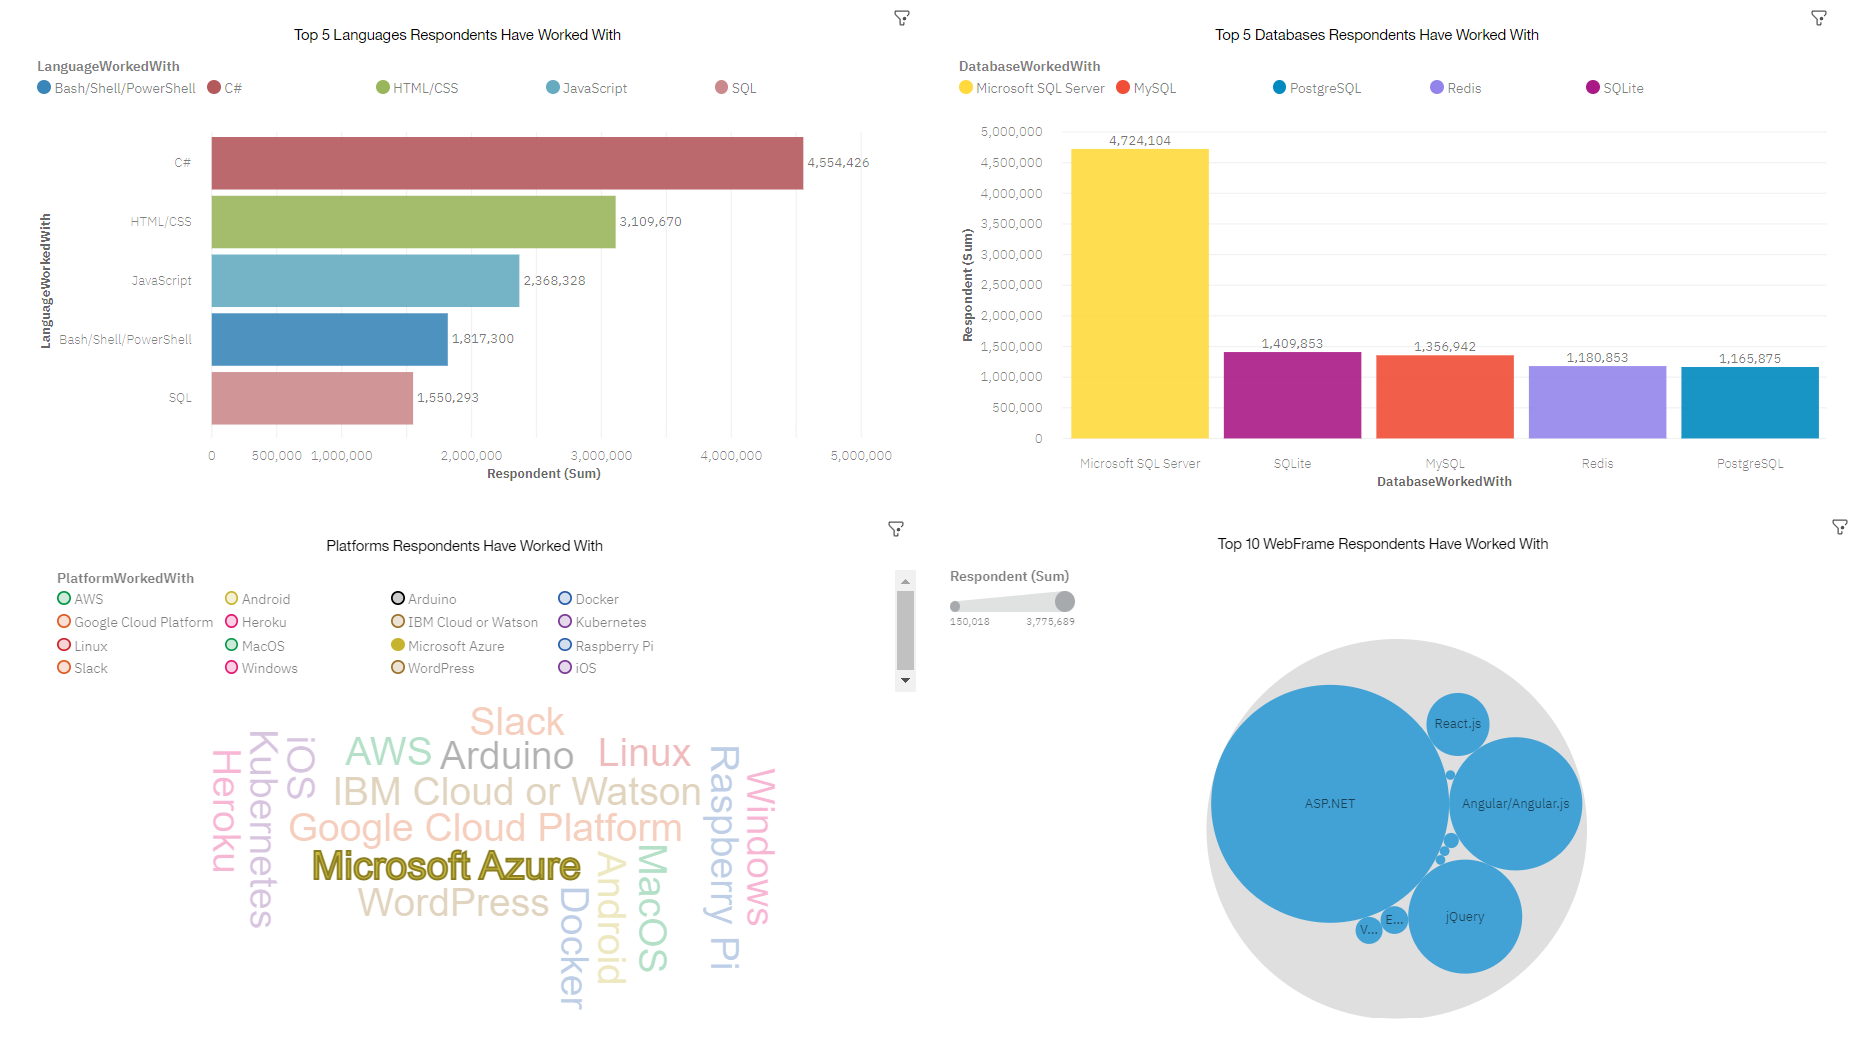 Top 5 Languages Respondents Have Worked With
LanguageWorkedWith
Bash/Shell/PowerShell C# HTML/CSS JavaScript SQL
LanguageWorkedWith
C# 4,554,426
HTML/CSS 3,109,670
JavaScript 2,368,328
Bash/Shell/PowerShell 1,817,300
SQL 1,550,293
0 500,000 1,000,000 2,000,000 3,000,000 4,000,000 5,000,000
Respondent (Sum)
Top 5 Databases Respondents Have Worked With
DatabaseWorkedWith
Microsoft SQL Server MySQL PostgreSQL Redis SQLite
Respondent (Sum)
5,000,000
4,500,000
4,000,000
3,500,000
3,000,000
2,500,000
2,000,000
1,500,000
1,000,000
500,000
0
4,724,104 1,409,853 1,356,942 1,180,853 1,165,875
Microsoft SQL Server SQLite MySQL Redis PostgreSQL
DatabaseWorkedWith
Platforms Respondents Have Worked With
PlatformWorkedWith
AWS Android Arduino Docker
Google Cloud Platform Heroku IBM Cloud or Watson Kubernetes
Linux MacOS Microsoft Azure Raspberry Pi
Slack Windows WordPress iOS
Slack
AWS Arduino Linux
IBM Cloud or Watson
Google Cloud Platform
Microsoft Azure
WordPress
Heroku
Kubernetes
iOS
Docker
Android
MacOS
Raspberry Pi
Windows
Top 10 WebFrame Respondents Have Worked With
Respondent (Sum)
150,018 3,775,689
React.js
ASP.NET Angular/Angular.js
jQuery
E...
V...